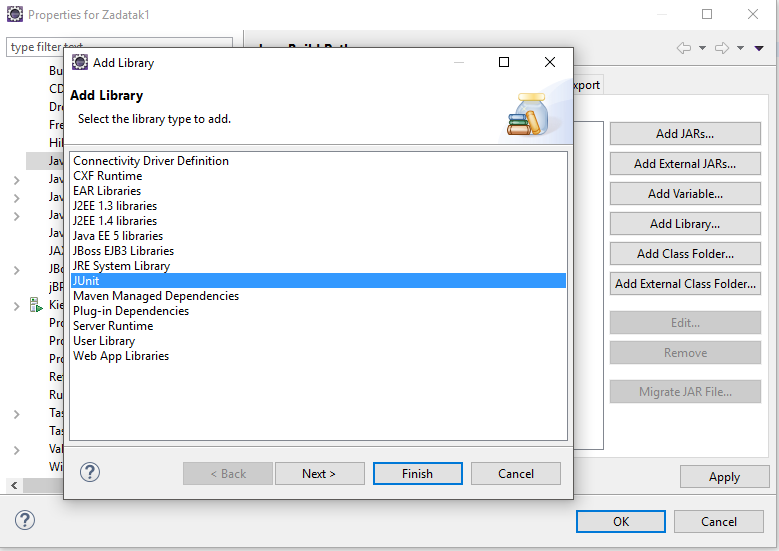 Properties for Zadatak1
type filter text
Add Library
Add Library
Select the library type to add.
Connectivity Driver Definition
CXF Runtime
EAR Libraries
J2EE 1.3 libraries
J2EE 1.4 libraries
Java EE 5 libraries
JBoss EJB3 Libraries
JRE System Library
JUnit
Maven Managed Dependencies
Plug-in Dependencies
Server Runtime
User Library
Web App Libraries
< Back
Next >
Finish
Cancel
Bu
CD
Dro
Fre
Hil
Jav
Jav
Jav
Jav
Jav
JAX
JBo
jBP
Kie
Pro
Pro
Pro
Ref
Ru
Tas
Tas
Val
Wi
xport
Add JARs...
Add External JARs...
Add Variable...
Add Library...
Add Class Folder...
Add External Class Folder...
Edit...
Remove
Migrate JAR File...
Apply
OK
Cancel